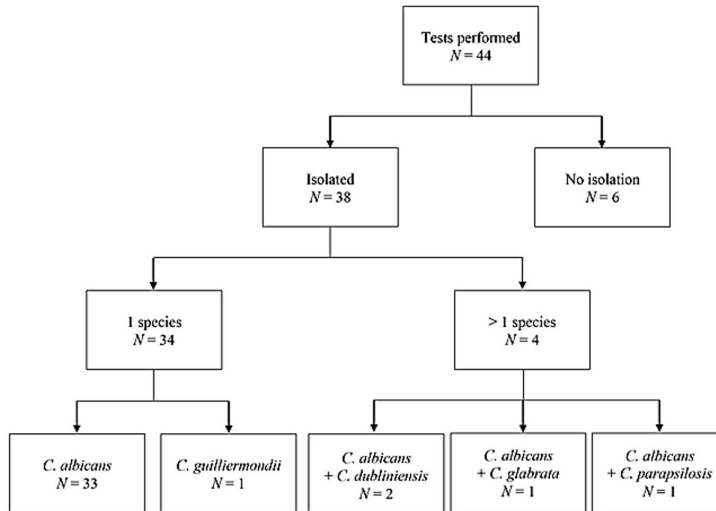 Tests performed
N = 44
Isolated
N = 38
No isolation
N = 6
1 species
N = 34
> 1 species
N = 4
C. albicans
N = 33
C. guilliermondii
N = 1
C. albicans
+ C. dubliniensis
N = 2
C. albicans
+ C. glabrata
N = 1
C. albicans
+ C. parapsilosis
N = 1